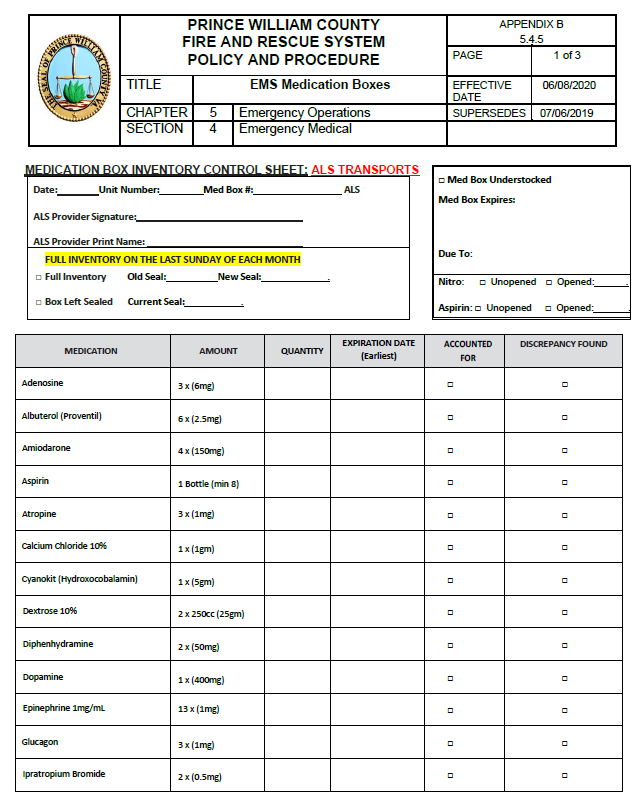 THE SEAL OF PRINCE WILLIAM COUNTY VA
PRINCE WILLIAM COUNTY
FIRE AND RESCUE SYSTEM
POLICY AND PROCEDURE
APPENDIX B
5.4.5
PAGE 1 of 3
TITLE EMS Medication Boxes
EFFECTIVE DATE 06/08/2020
CHAPTER 5 Emergency Operations
SUPERSEDES 07/06/2019
SECTION 4 Emergency Medical
MEDICATION BOX INVENTORY CONTROL SHEET: ALS TRANSPORTS
Date:________Unit Number:_________Med Box #:__________________ ALS
ALS Provider Signature:___________________________________
ALS Provider Print Name: _________________________________
FULL INVENTORY ON THE LAST SUNDAY OF EACH MONTH
□ Full Inventory Old Seal:___________New Seal:______________.
□ Box Left Sealed Current Seal:____________.
□ Med Box Understocked
Med Box Expires:
Due To:
Nitro: □ Unopened □ Opened:_______.
Aspirin: □ Unopened □ Opened:_______.
MEDICATION AMOUNT QUANTITY EXPIRATION DATE (Earliest) ACCOUNTED FOR DISCREPANCY FOUND
Adenosine 3 x (6mg) □ □
Albuterol (Proventil) 6 x (2.5mg) □ □
Amiodarone 4 x (150mg) □ □
Aspirin 1 Bottle (min 8) □ □
Atropine 3 x (1mg) □ □
Calcium Chloride 10% 1 x (1gm) □ □
Cyanokit (Hydroxocobalamin) 1 x (5gm) □ □
Dextrose 10% 2 x 250cc (25gm) □ □
Diphenhydramine 2 x (50mg) □ □
Dopamine 1 x (400mg) □ □
Epinephrine 1mg/mL 13 x (1mg) □ □
Glucagon 3 x (1mg) □ □
Ipratropium Bromide 2 x (0.5mg) □ □